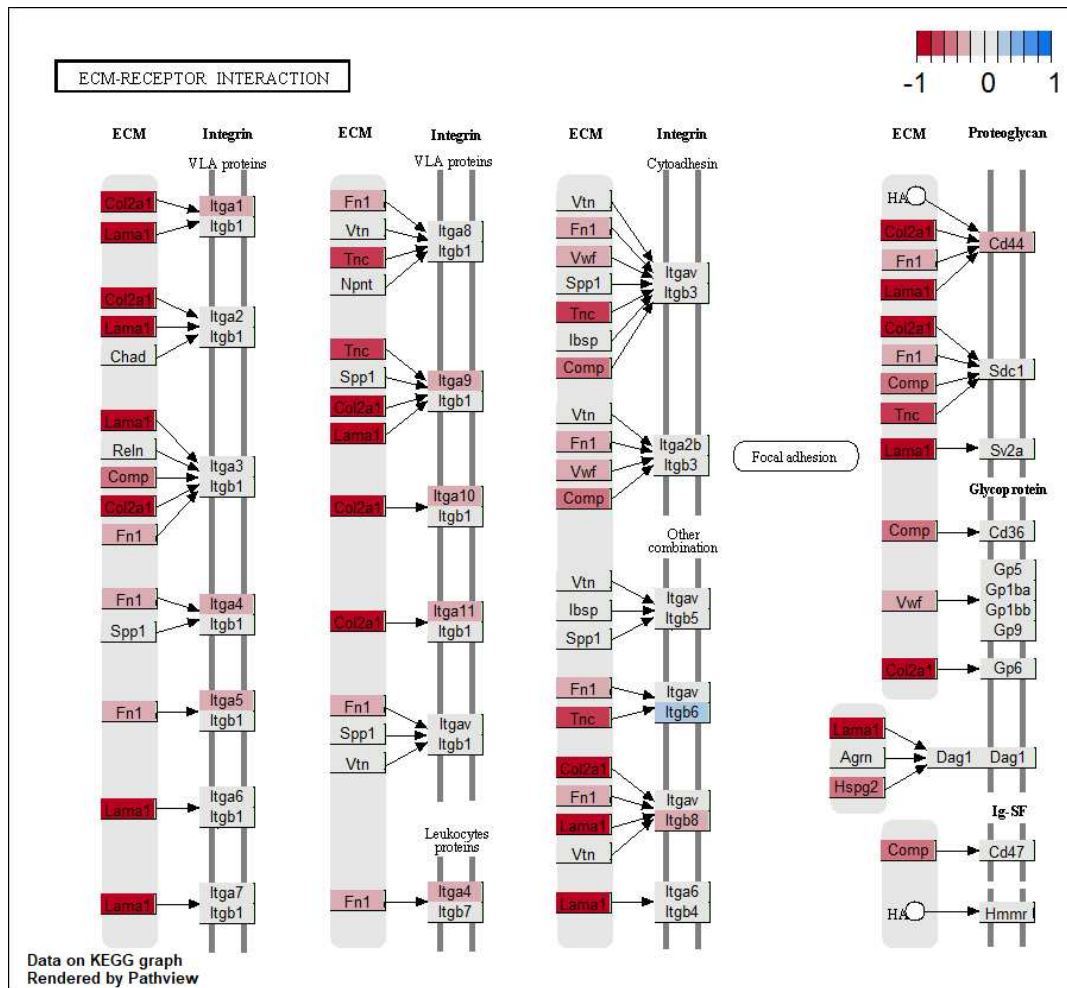 -1 0 1
ECM-RECEPTOR INTERACTION
ECM Integrin
VLA proteins
Col2a1
Lama1
Itga1
Itgb1
Col2a1
Lama1
Chad
Itga2
Itgb1
Lama1
Reln
Comp
Col2a1
Fn1
Itga3
Itgb1
Fn1
Spp1
Itga4
Itgb1
Fn1
Itga5
Itgb1
Lama1
Itga6
Itgb1
Lama1
Itga7
Itgb1
ECM Integrin
VLA proteins
Fn1
Vtn
Tnc
Npnt
Itga8
Itgb1
Tnc
Spp1
Col2a1
Lama1
Itga9
Itgb1
Col2a1
Itga10
Itgb1
Col2a1
Itga11
Itgb1
Fn1
Spp1
Vtn
Itgav
Itgb1
Leukocytes
proteins
Fn1
Itga4
Itgb7
ECM Integrin
Cytoadhesin
Vtn
Fn1
Vwf
Spp1
Tnc
Ibsp
Comp
Itgav
Itgb3
Vtn
Fn1
Vwf
Comp
Itga2b
Itgb3
Other
combination
Vtn
Ibsp
Spp1
Itgav
Itgb5
Fn1
Tnc
Itgav
Itgb6
Col2a1
Fn1
Lama1
Vtn
Itgav
Itgb8
Lama1
Itga6
Itgb4
Focal adhesion
ECM Proteoglycan
HA
Col2a1
Fn1
Lama1
Cd44
Col2a1
Fn1
Comp
Tnc
Sdc1
Lama1
Sv2a
Glycoprotein
Comp
Cd36
Vwf
Gp5
Gp1ba
Gp1bb
Gp9
Col2a1
Gp6
Lama1
Agrn
Hspg2
Dag1 Dag1
Ig-SF
Comp
Cd47
HA
Hmmr
Data on KEGG graph
Rendered by Pathview